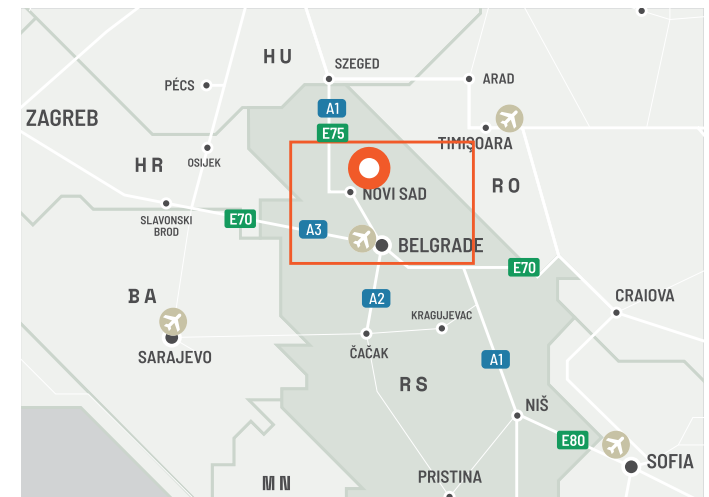 HU
SZEGED
PÉCS
ARAD
A1
ZAGREB
E75
TIMIȘOARA
HR
OSIJEK
RO
NOVI SAD
SLAVONSKI
BROD
E70
A3
BELGRADE
E70
BA
A2
CRAIOVA
KRAGUJEVAC
SARAJEVO
ČAČAK
A1
RS
NIŠ
E80
SOFIA
PRISTINA
MN